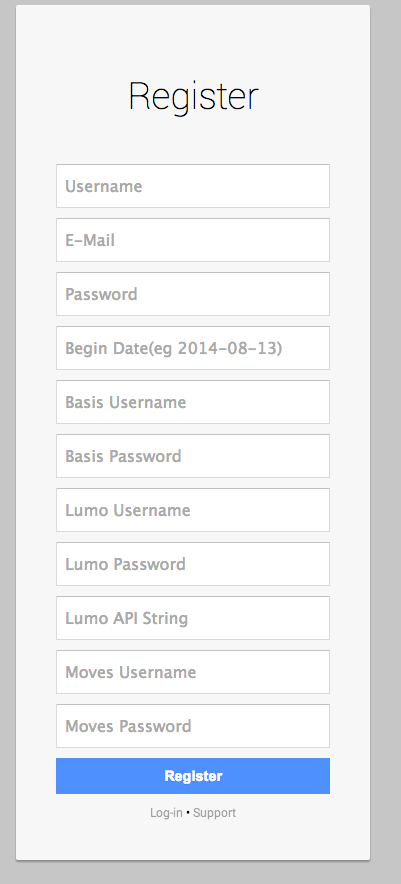 Register
Username
E-Mail
Password
Begin Date(eg 2014-08-13)
Basis Username
Basis Password
Lumo Username
Lumo Password
Lumo API String
Moves Username
Moves Password
Register
Log-in • Support